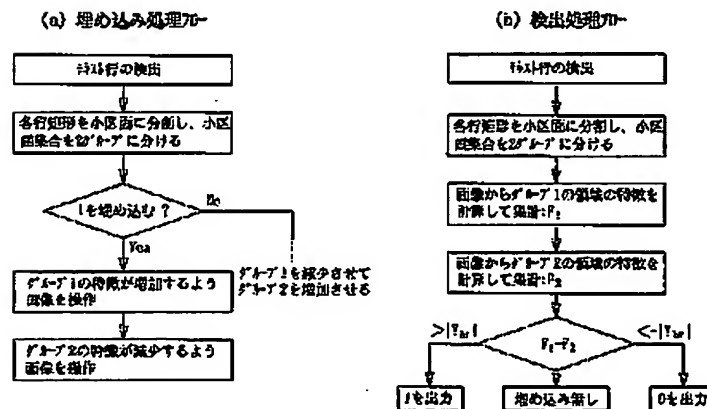 (a) 埋め込み処理フロー
テキスト行の検出
各行矩形を小区画に分割し、小区
画集合を2グループに分ける
1を埋め込む?
No
Yes
グループ1の特徴が増加するよう
画像を操作
グループ1を減少させて
グループ2を増加させる
グループ2の特徴が減少するよう
画像を操作
(b) 検出処理フロー
テキスト行の検出
各行矩形を小区画に分割し、小区
画集合を2グループに分ける
画像からグループ1の領域の特徴を
計算して累積:F₁
画像からグループ2の領域の特徴を
計算して累積:F₂
F₁-F₂
>|Thr|
<-|Thr|
1を出力
埋め込み無し
0を出力